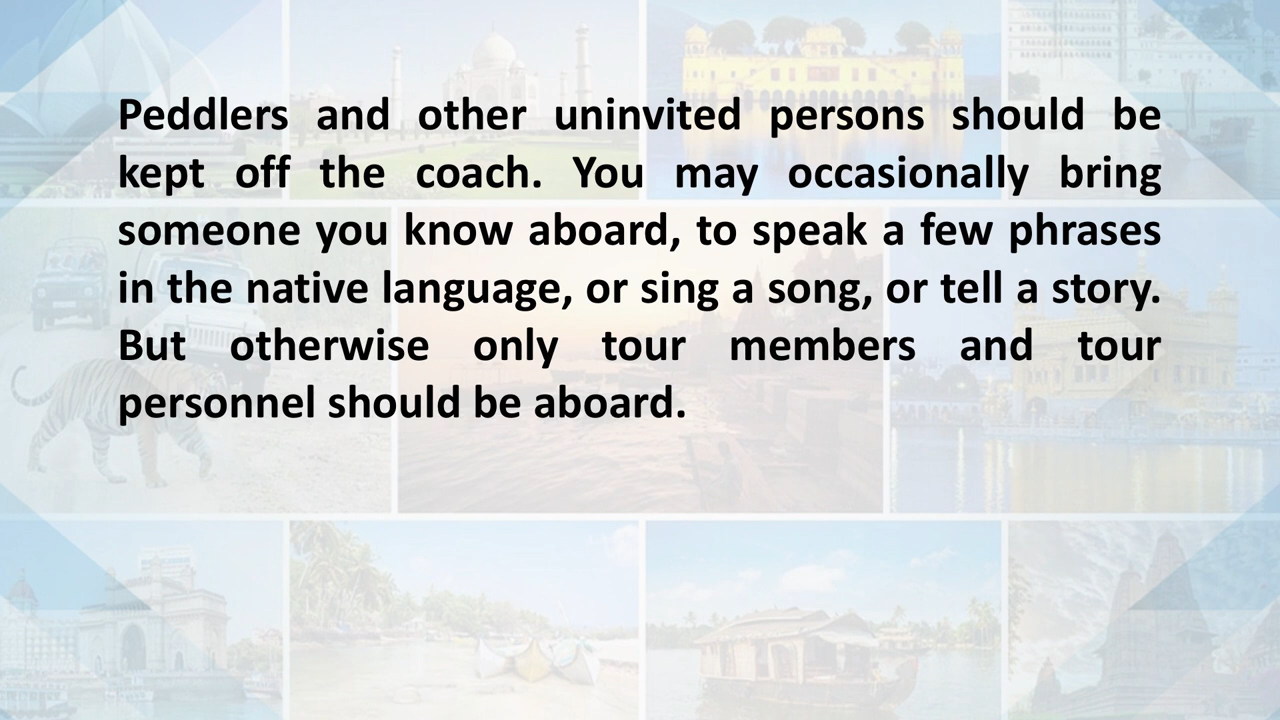 Peddlers and other uninvited persons should be
kept off the coach. You may occasionally bring
someone you know aboard, to speak a few phrases
in the native language, or sing a song, or tell a story.
But otherwise only tour members and tour
personnel should be aboard.